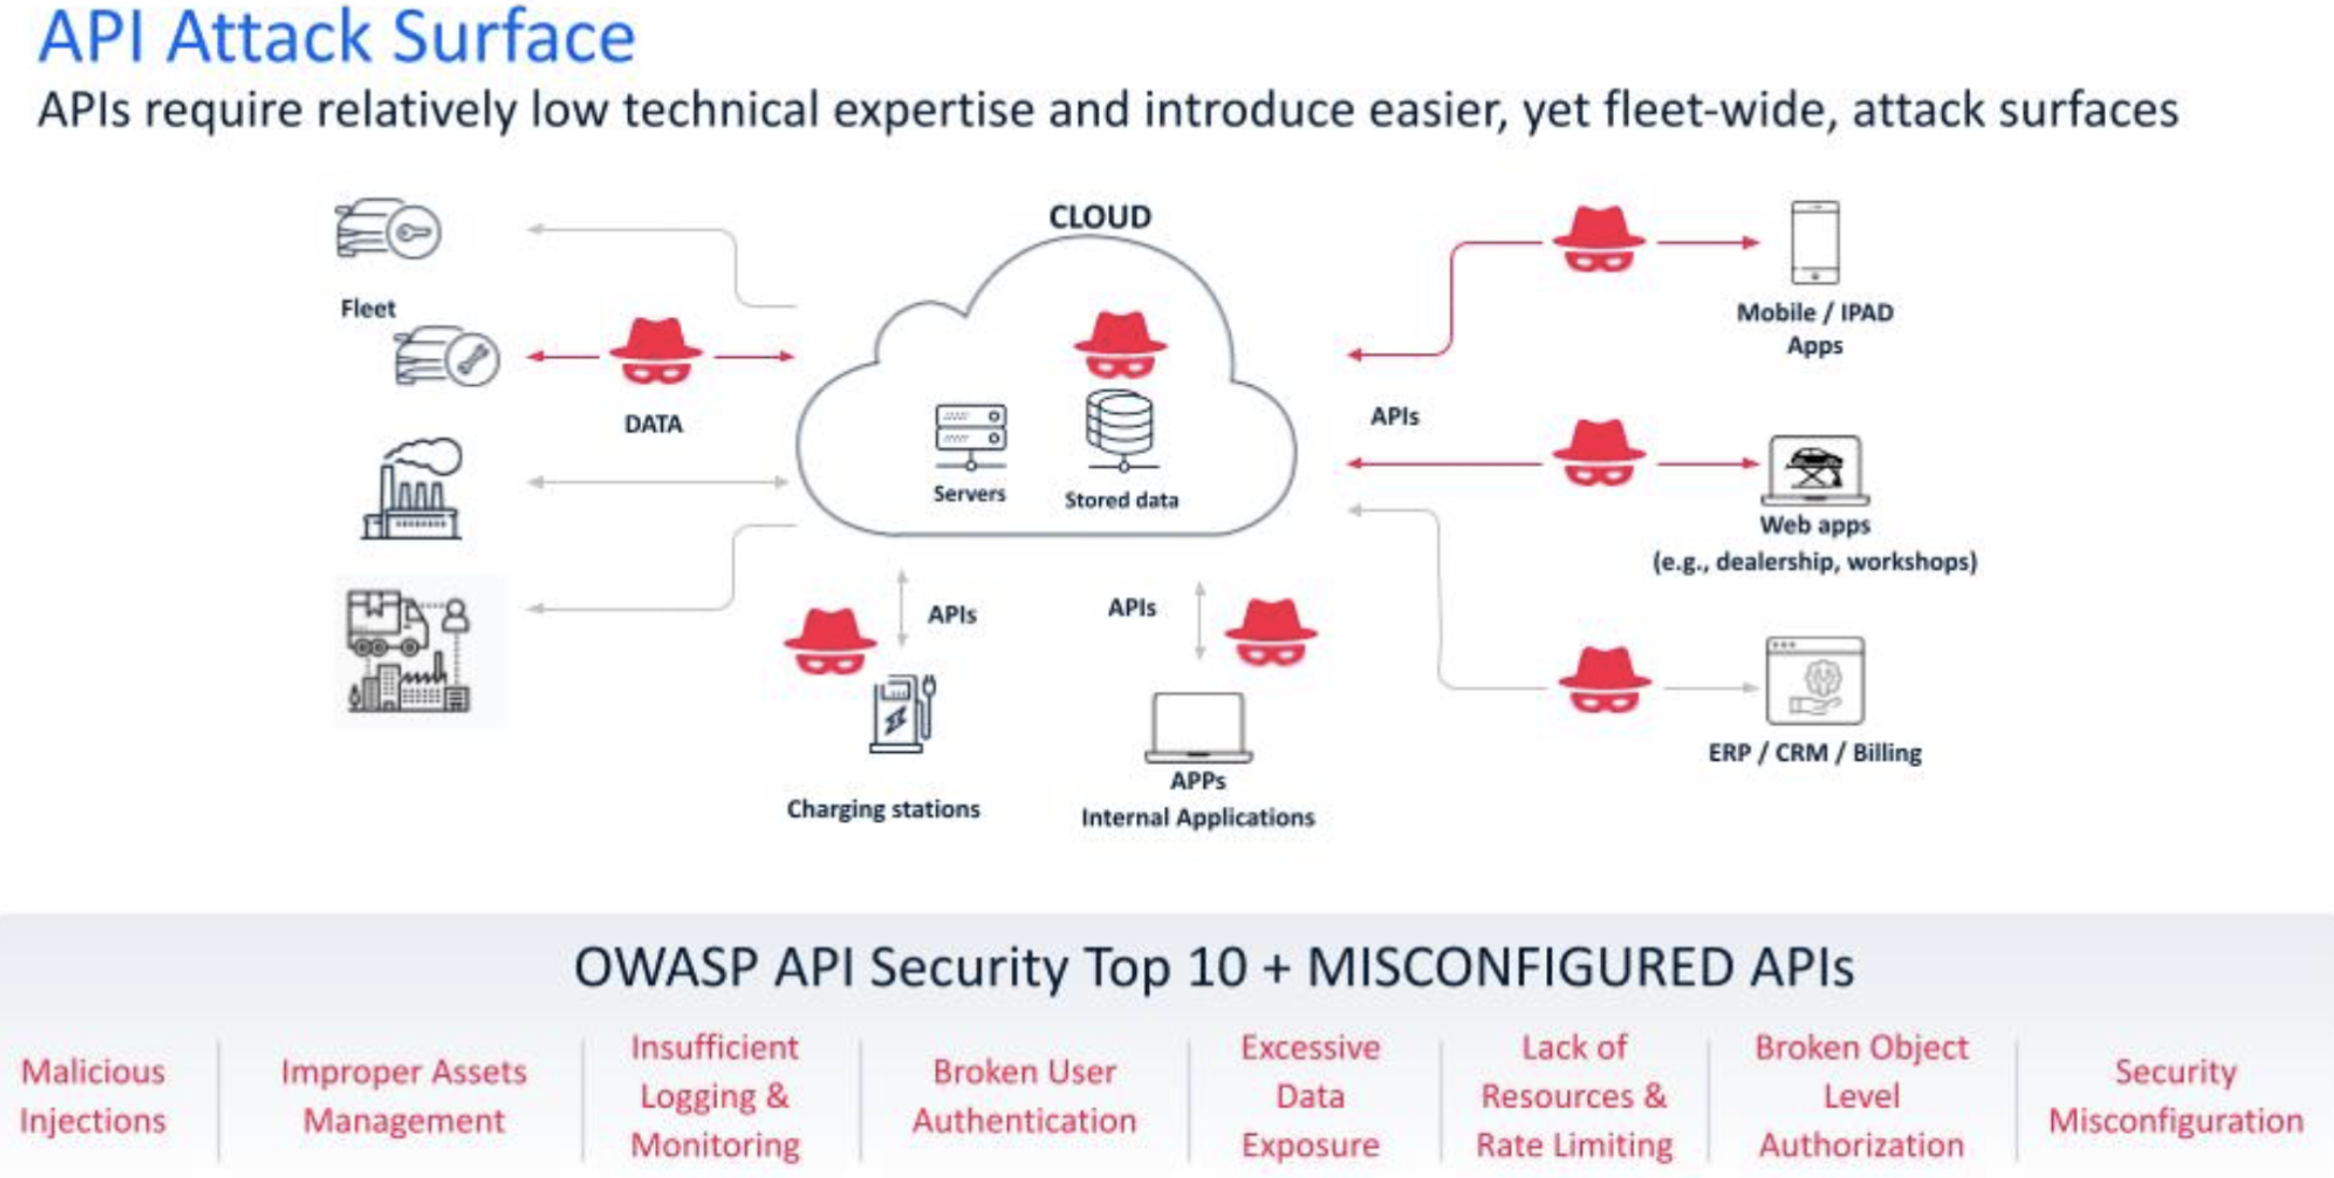 API Attack Surface
APIs require relatively low technical expertise and introduce easier, yet fleet-wide, attack surfaces
CLOUD
Fleet
DATA
Servers
Stored data
APIs
Mobile / IPAD
Apps
APIs
Web apps
(e.g., dealership, workshops)
APIs
ERP / CRM / Billing
Charging stations
APPs
Internal Applications
OWASP API Security Top 10 + MISCONFIGURED APIs
Malicious
Injections
Improper Assets
Management
Insufficient
Logging &
Monitoring
Broken User
Authentication
Excessive
Data
Exposure
Lack of
Resources &
Rate Limiting
Broken Object
Level
Authorization
Security
Misconfiguration